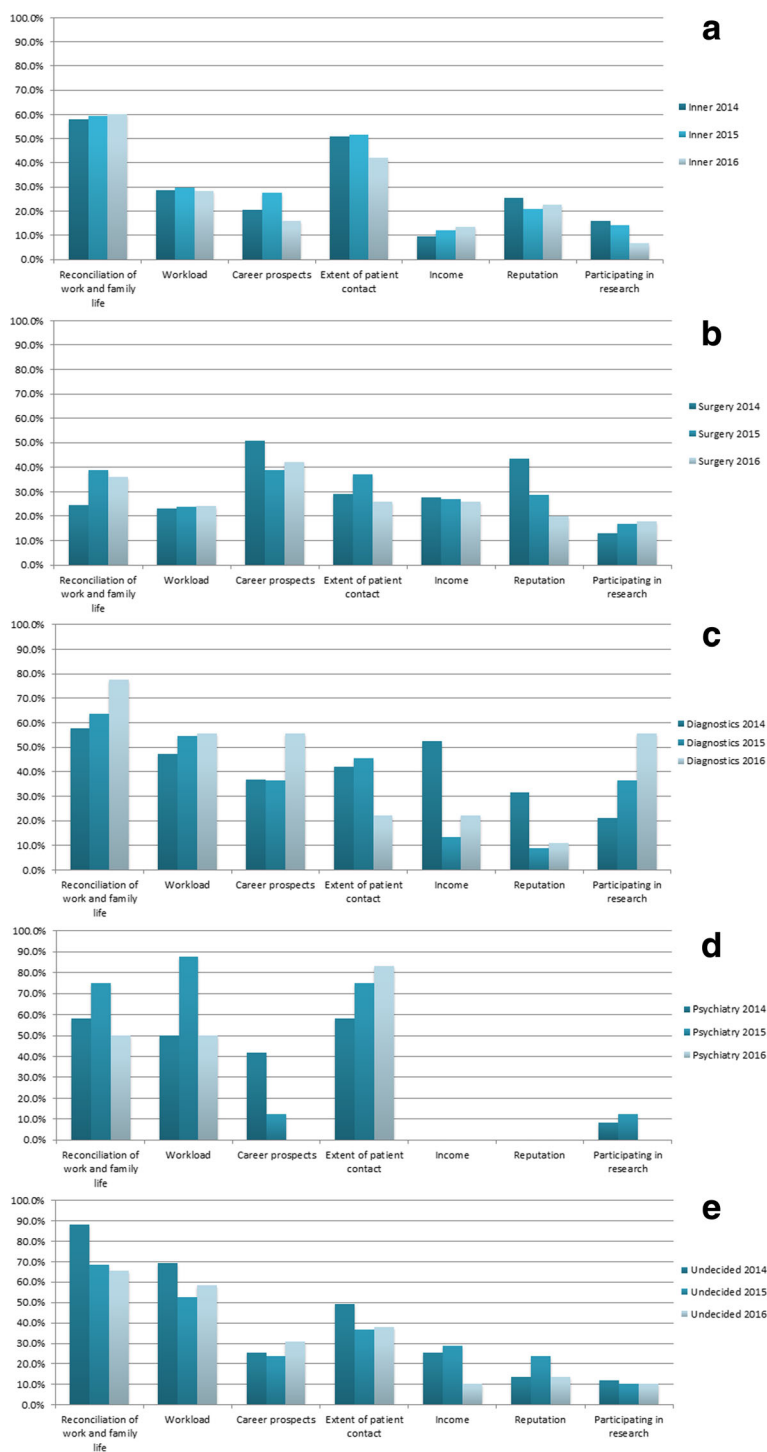 100.0%
90.0%
80.0%
70.0%
60.0%
50.0%
40.0%
30.0%
20.0%
10.0%
0.0%
Reconciliation of Workload Career prospects Extent of patient Income Reputation Participating in
work and family contact research
life
a
Inner 2014
Inner 2015
Inner 2016
100.0%
90.0%
80.0%
70.0%
60.0%
50.0%
40.0%
30.0%
20.0%
10.0%
0.0%
Reconciliation of Workload Career prospects Extent of patient Income Reputation Participating in
work and family contact research
life
b
Surgery 2014
Surgery 2015
Surgery 2016
100.0%
90.0%
80.0%
70.0%
60.0%
50.0%
40.0%
30.0%
20.0%
10.0%
0.0%
Reconciliation of Workload Career prospects Extent of patient Income Reputation Participating in
work and family contact research
life
c
Diagnostics 2014
Diagnostics 2015
Diagnostics 2016
100.0%
90.0%
80.0%
70.0%
60.0%
50.0%
40.0%
30.0%
20.0%
10.0%
0.0%
Reconciliation of Workload Career prospects Extent of patient Income Reputation Participating in
work and family contact research
life
d
Psychiatry 2014
Psychiatry 2015
Psychiatry 2016
100.0%
90.0%
80.0%
70.0%
60.0%
50.0%
40.0%
30.0%
20.0%
10.0%
0.0%
Reconciliation of Workload Career prospects Extent of patient Income Reputation Participating in
work and family contact research
life
e
Undecided 2014
Undecided 2015
Undecided 2016